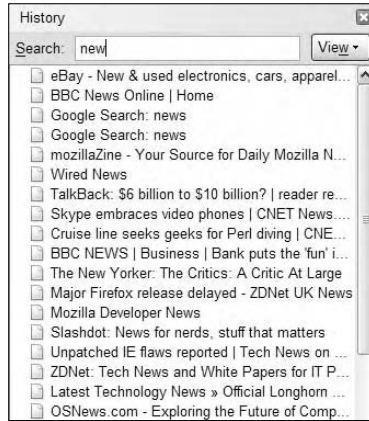 History
Search: new View
eBay - New & used electronics, cars, apparel...
BBC News Online | Home
Google Search: news
Google Search: news
mozillaZine - Your Source for Daily Mozilla N...
Wired News
TalkBack: $6 billion to $10 billion? | reader re...
Skype embraces video phones | CNET News....
Cruise line seeks geeks for Perl diving | CNE...
BBC NEWS | Business | Bank puts the 'fun' i...
The New Yorker: The Critics: A Critic At Large
Major Firefox release delayed - ZDNet UK News
Mozilla Developer News
Slashdot: News for nerds, stuff that matters
Unpatched IE flaws reported | Tech News on ...
ZDNet: Tech News and White Papers for IT P...
Latest Technology News » Official Longhorn ...
OSNews.com - Exploring the Future of Comp...